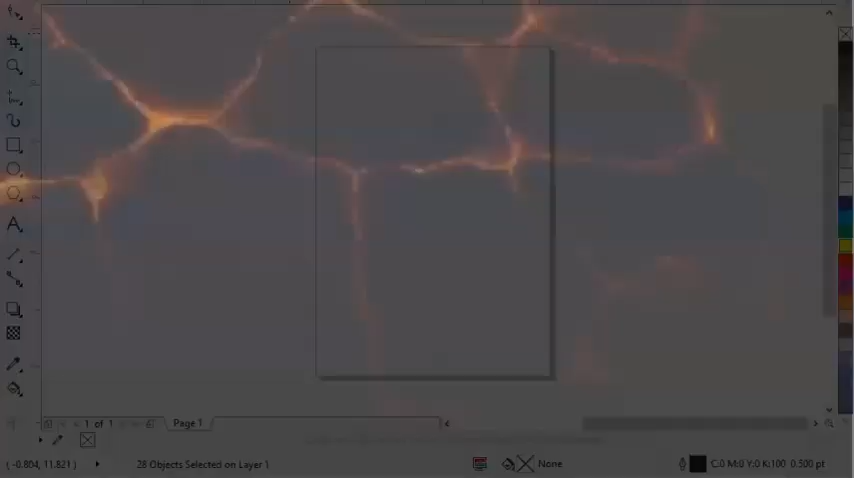 1 of 1
Page 1
( -0.804, 11.821 )
28 Objects Selected on Layer 1
None
C:0 M:0 Y:0 K:100 0.500 pt